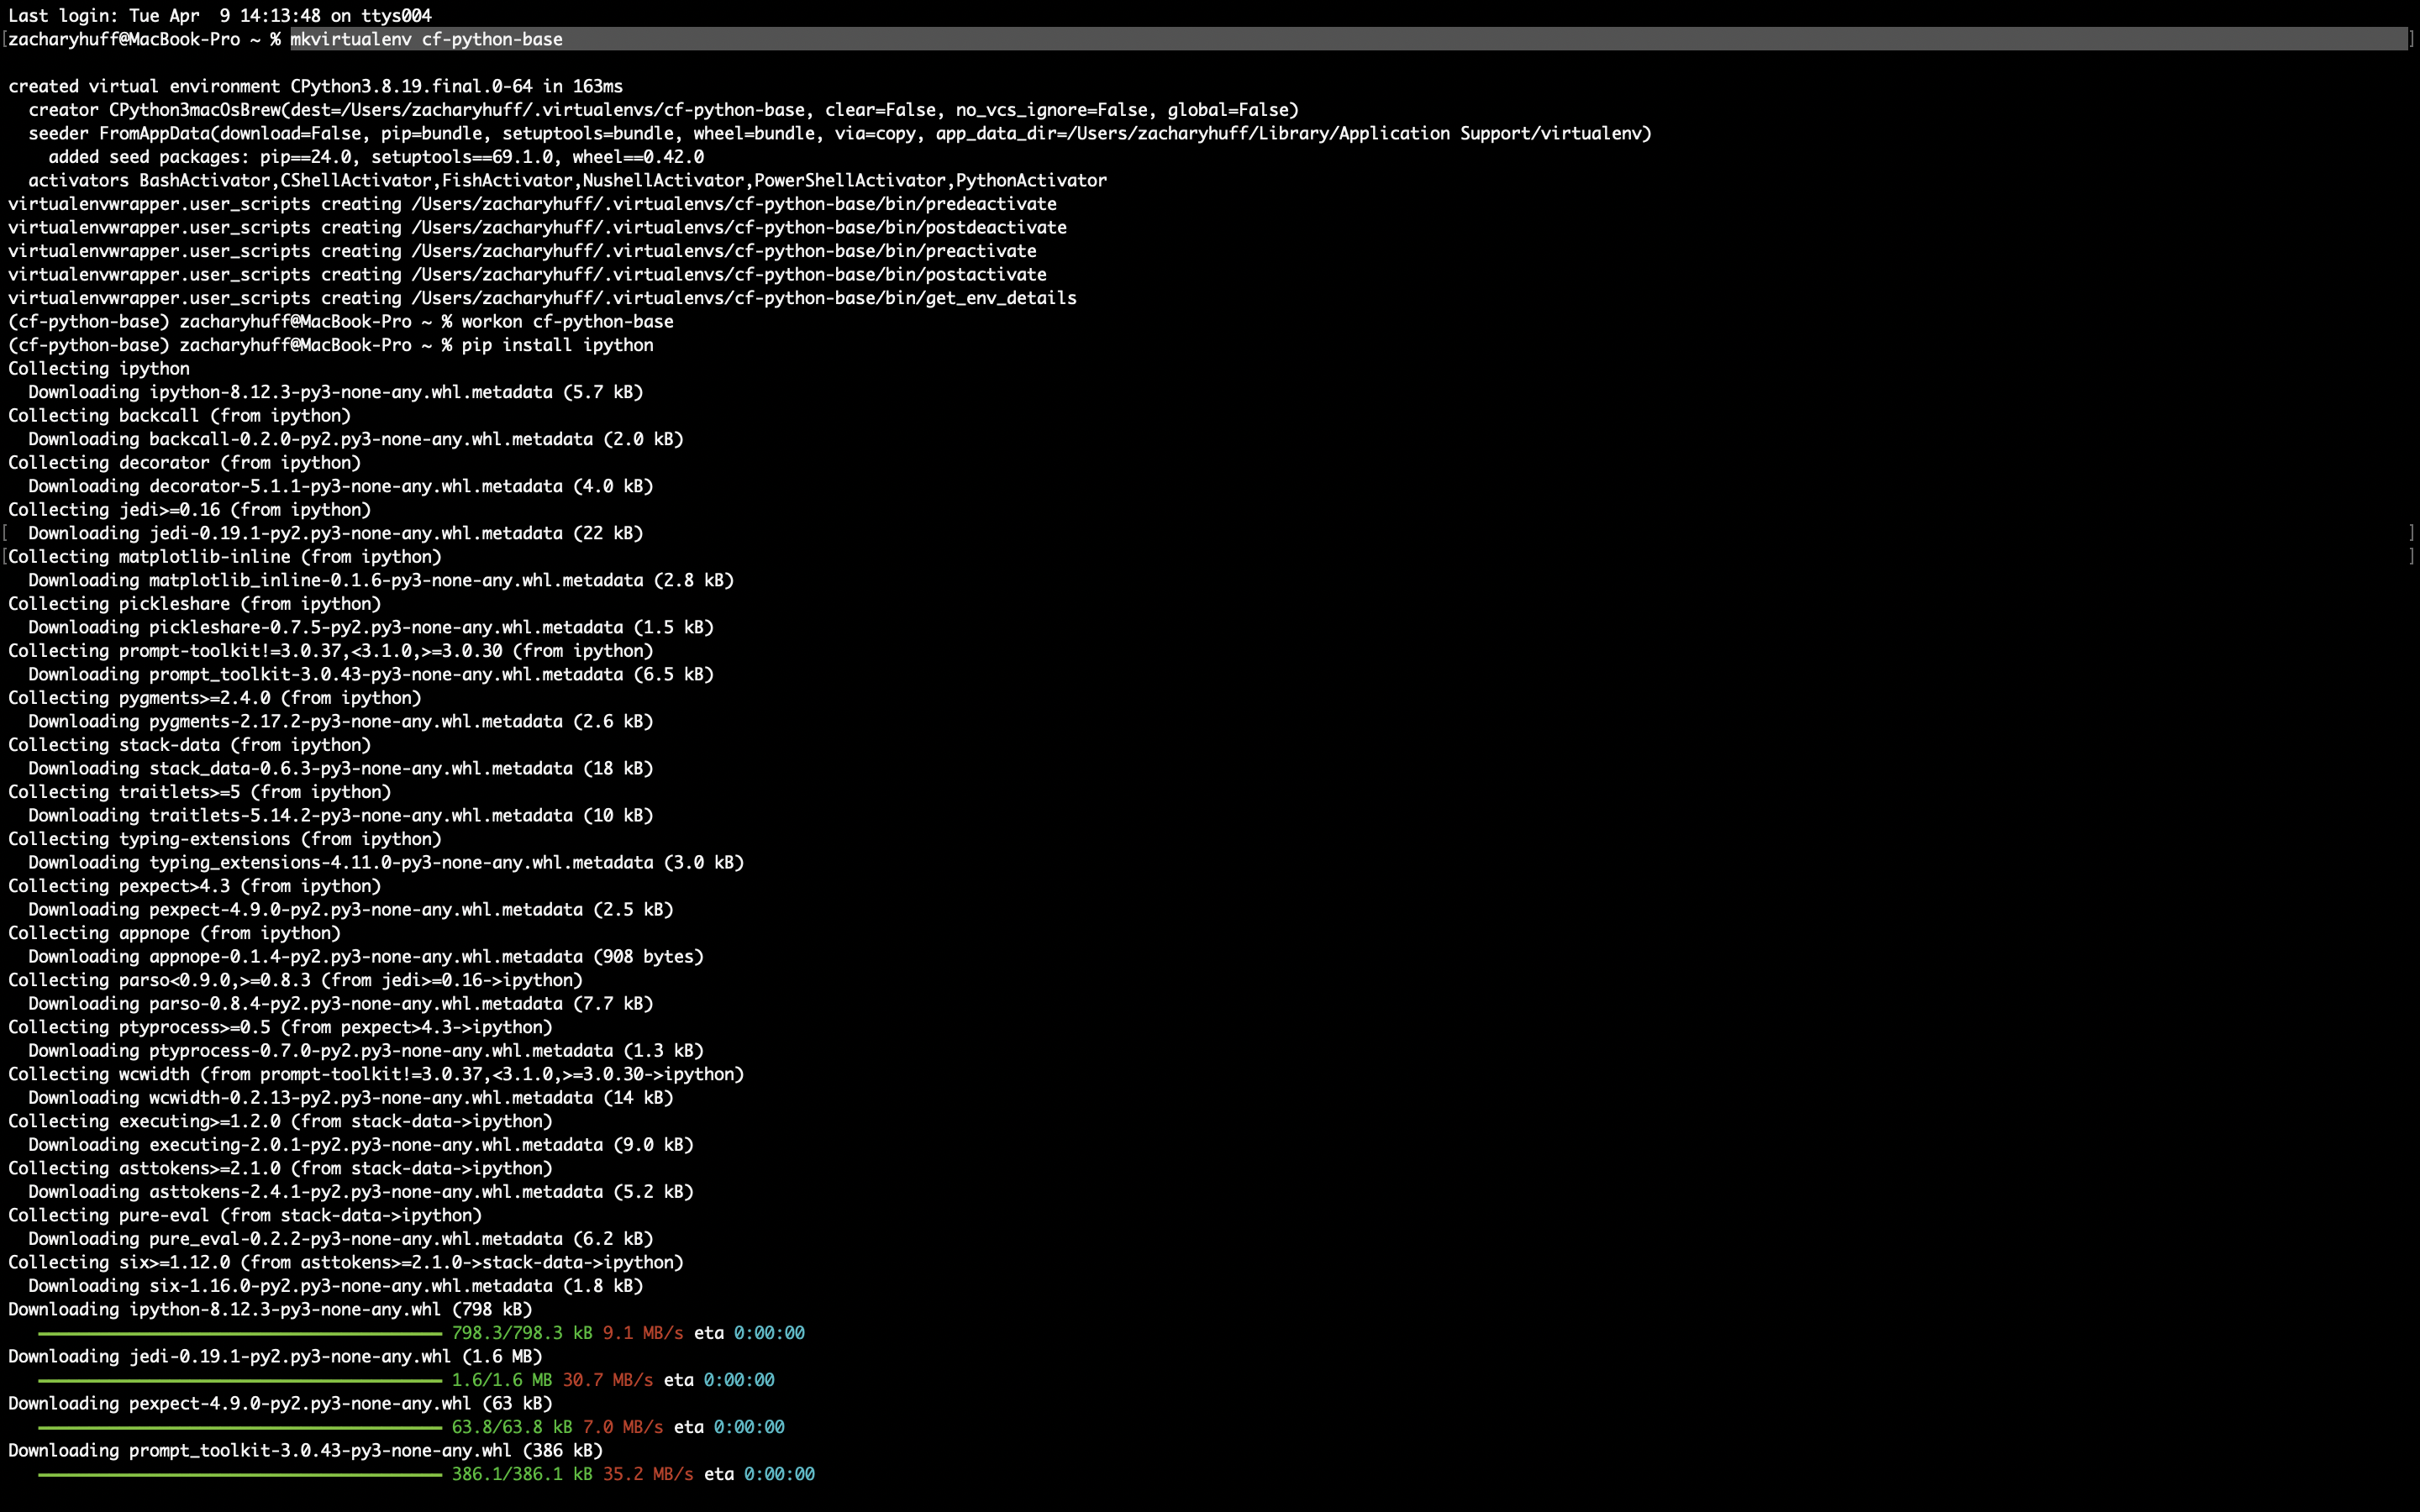 Last login: Tue Apr  9 14:13:48 on ttys004
[zacharyhuff@MacBook-Pro ~ % mkvirtualenv cf-python-base ]
created virtual environment CPython3.8.19.final.0-64 in 163ms
  creator CPython3macOsBrew(dest=/Users/zacharyhuff/.virtualenvs/cf-python-base, clear=False, no_vcs_ignore=False, global=False)
  seeder FromAppData(download=False, pip=bundle, setuptools=bundle, wheel=bundle, via=copy, app_data_dir=/Users/zacharyhuff/Library/Application Support/virtualenv)
    added seed packages: pip==24.0, setuptools==69.1.0, wheel==0.42.0
  activators BashActivator,CShellActivator,FishActivator,NushellActivator,PowerShellActivator,PythonActivator
virtualenvwrapper.user_scripts creating /Users/zacharyhuff/.virtualenvs/cf-python-base/bin/predeactivate
virtualenvwrapper.user_scripts creating /Users/zacharyhuff/.virtualenvs/cf-python-base/bin/postdeactivate
virtualenvwrapper.user_scripts creating /Users/zacharyhuff/.virtualenvs/cf-python-base/bin/preactivate
virtualenvwrapper.user_scripts creating /Users/zacharyhuff/.virtualenvs/cf-python-base/bin/postactivate
virtualenvwrapper.user_scripts creating /Users/zacharyhuff/.virtualenvs/cf-python-base/bin/get_env_details
(cf-python-base) zacharyhuff@MacBook-Pro ~ % workon cf-python-base
(cf-python-base) zacharyhuff@MacBook-Pro ~ % pip install ipython
Collecting ipython
  Downloading ipython-8.12.3-py3-none-any.whl.metadata (5.7 kB)
Collecting backcall (from ipython)
  Downloading backcall-0.2.0-py2.py3-none-any.whl.metadata (2.0 kB)
Collecting decorator (from ipython)
  Downloading decorator-5.1.1-py3-none-any.whl.metadata (4.0 kB)
Collecting jedi>=0.16 (from ipython)
[ Downloading jedi-0.19.1-py2.py3-none-any.whl.metadata (22 kB) ]
[Collecting matplotlib-inline (from ipython) ]
  Downloading matplotlib_inline-0.1.6-py3-none-any.whl.metadata (2.8 kB)
Collecting pickleshare (from ipython)
  Downloading pickleshare-0.7.5-py2.py3-none-any.whl.metadata (1.5 kB)
Collecting prompt-toolkit!=3.0.37,<3.1.0,>=3.0.30 (from ipython)
  Downloading prompt_toolkit-3.0.43-py3-none-any.whl.metadata (6.5 kB)
Collecting pygments>=2.4.0 (from ipython)
  Downloading pygments-2.17.2-py3-none-any.whl.metadata (2.6 kB)
Collecting stack-data (from ipython)
  Downloading stack_data-0.6.3-py3-none-any.whl.metadata (18 kB)
Collecting traitlets>=5 (from ipython)
  Downloading traitlets-5.14.2-py3-none-any.whl.metadata (10 kB)
Collecting typing-extensions (from ipython)
  Downloading typing_extensions-4.11.0-py3-none-any.whl.metadata (3.0 kB)
Collecting pexpect>4.3 (from ipython)
  Downloading pexpect-4.9.0-py2.py3-none-any.whl.metadata (2.5 kB)
Collecting appnope (from ipython)
  Downloading appnope-0.1.4-py2.py3-none-any.whl.metadata (908 bytes)
Collecting parso<0.9.0,>=0.8.3 (from jedi>=0.16->ipython)
  Downloading parso-0.8.4-py2.py3-none-any.whl.metadata (7.7 kB)
Collecting ptyprocess>=0.5 (from pexpect>4.3->ipython)
  Downloading ptyprocess-0.7.0-py2.py3-none-any.whl.metadata (1.3 kB)
Collecting wcwidth (from prompt-toolkit!=3.0.37,<3.1.0,>=3.0.30->ipython)
  Downloading wcwidth-0.2.13-py2.py3-none-any.whl.metadata (14 kB)
Collecting executing>=1.2.0 (from stack-data->ipython)
  Downloading executing-2.0.1-py2.py3-none-any.whl.metadata (9.0 kB)
Collecting asttokens>=2.1.0 (from stack-data->ipython)
  Downloading asttokens-2.4.1-py2.py3-none-any.whl.metadata (5.2 kB)
Collecting pure-eval (from stack-data->ipython)
  Downloading pure_eval-0.2.2-py3-none-any.whl.metadata (6.2 kB)
Collecting six>=1.12.0 (from asttokens>=2.1.0->stack-data->ipython)
  Downloading six-1.16.0-py2.py3-none-any.whl.metadata (1.8 kB)
Downloading ipython-8.12.3-py3-none-any.whl (798 kB)
798.3/798.3 kB 9.1 MB/s eta 0:00:00
Downloading jedi-0.19.1-py2.py3-none-any.whl (1.6 MB)
1.6/1.6 MB 30.7 MB/s eta 0:00:00
Downloading pexpect-4.9.0-py2.py3-none-any.whl (63 kB)
63.8/63.8 kB 7.0 MB/s eta 0:00:00
Downloading prompt_toolkit-3.0.43-py3-none-any.whl (386 kB)
386.1/386.1 kB 35.2 MB/s eta 0:00:00